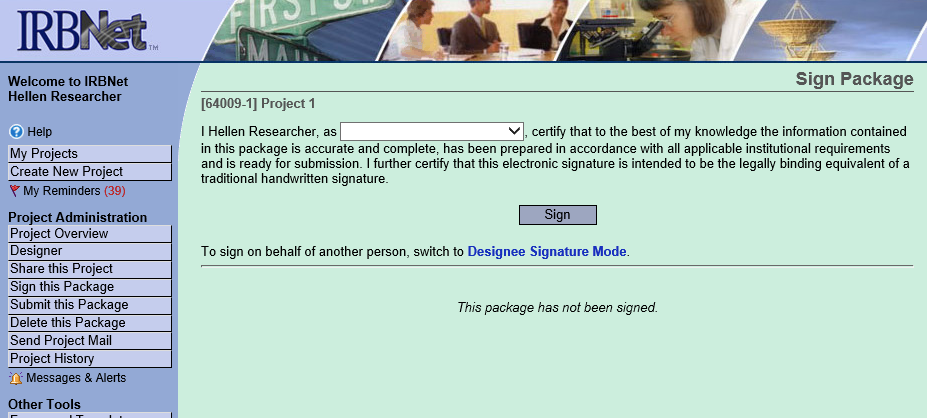 FIRST ST
MAIN
IRBNet™
Welcome to IRBNet
Hellen Researcher
Help
My Projects
Create New Project
My Reminders (39)
Project Administration
Project Overview
Designer
Share this Project
Sign this Package
Submit this Package
Delete this Package
Send Project Mail
Project History
Messages & Alerts
Other Tools
Sign Package
[64009-1] Project 1
I Hellen Researcher, as , certify that to the best of my knowledge the information contained
in this package is accurate and complete, has been prepared in accordance with all applicable institutional requirements
and is ready for submission. I further certify that this electronic signature is intended to be the legally binding equivalent of a
traditional handwritten signature.
Sign
To sign on behalf of another person, switch to Designee Signature Mode.
This package has not been signed.